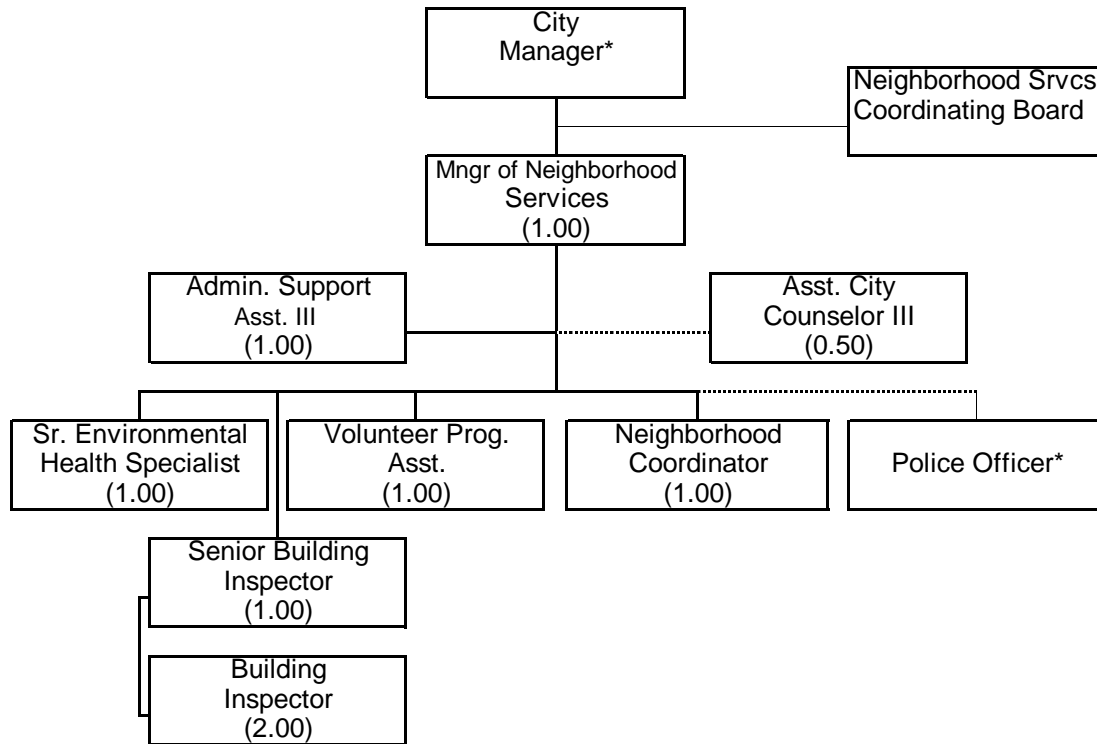 City
Manager*
Neighborhood Srvcs
Coordinating Board
Mngr of Neighborhood
Services
(1.00)
Admin. Support
Asst. III
(1.00)
Asst. City
Counselor III
(0.50)
Sr. Environmental
Health Specialist
(1.00)
Volunteer Prog.
Asst.
(1.00)
Neighborhood
Coordinator
(1.00)
Police Officer*
Senior Building
Inspector
(1.00)
Building
Inspector
(2.00)